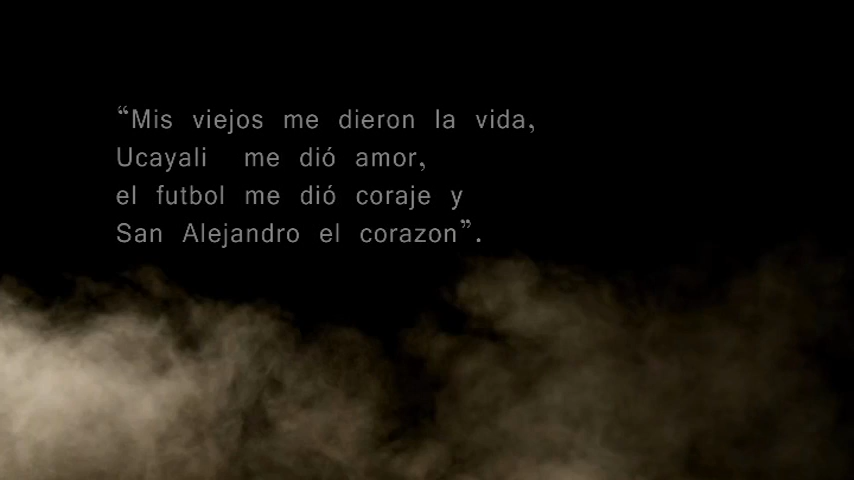 “Mis viejos me dieron la vida,
Ucayali me dió amor,
el futbol me dió coraje y
San Alejandro el corazon”.